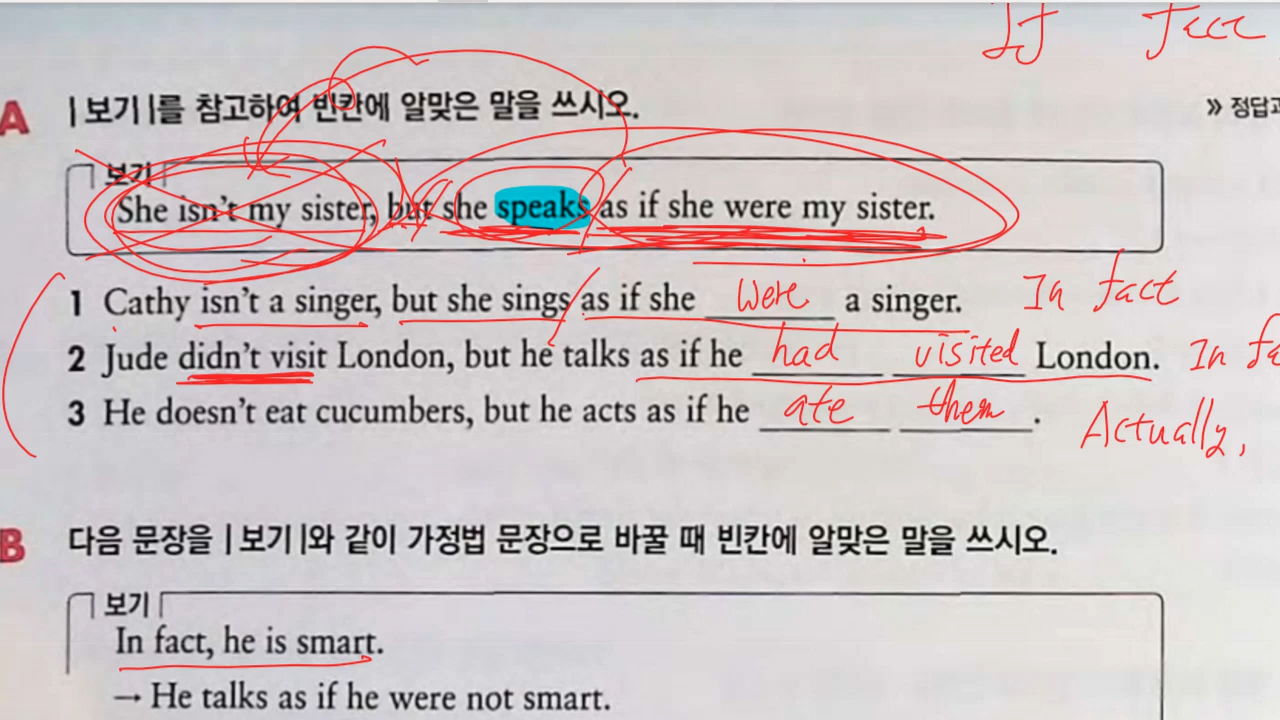 If fact
A |보기|를 참고하여 빈칸에 알맞은 말을 쓰시오.
» 정답과
보기
She isn't my sister, but she speaks as if she were my sister.
1 Cathy isn't a singer, but she sings as if she were a singer. In fact
2 Jude didn't visit London, but he talks as if he had visited London. In fa
3 He doesn't eat cucumbers, but he acts as if he ate them. Actually,
B 다음 문장을 |보기|와 같이 가정법 문장으로 바꿀 때 빈칸에 알맞은 말을 쓰시오.
보기
In fact, he is smart.
→ He talks as if he were not smart.